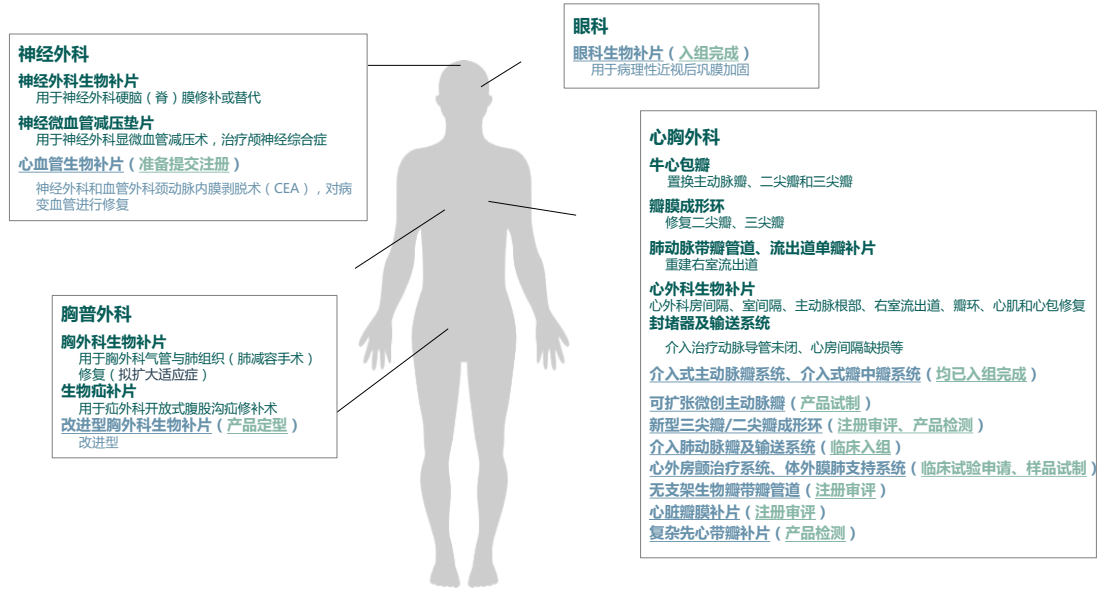 神经外科
神经外科生物补片
用于神经外科硬脑（脊）膜修补或替代
神经微血管减压垫片
用于神经外科显微血管减压术，治疗颅神经综合症
心血管生物补片（准备提交注册）
神经外科和血管外科颈动脉内膜剥脱术（CEA），对病
变血管进行修复
眼科
眼科生物补片（入组完成）
用于病理性近视后巩膜加固
心胸外科
牛心包瓣
置换主动脉瓣、二尖瓣和三尖瓣
瓣膜成形环
修复二尖瓣、三尖瓣
肺动脉带瓣管道、流出道单瓣补片
重建右室流出道
心外科生物补片
心外科房间隔、室间隔、主动脉根部、右室流出道、瓣环、心肌和心包修复
封堵器及输送系统
介入治疗动脉导管未闭、心房间隔缺损等
介入式主动脉瓣系统、介入式瓣中瓣系统（均已入组完成）
可扩张微创主动脉瓣（产品试制）
新型三尖瓣/二尖瓣成形环（注册审评、产品检测）
介入肺动脉瓣及输送系统（临床入组）
心外房颤治疗系统、体外膜肺支持系统（临床试验申请、样品试制）
无支架生物瓣带瓣管道（注册审评）
心脏瓣膜补片（注册审评）
复杂先心带瓣补片（产品检测）
胸普外科
胸外科生物补片
用于胸外科气管与肺组织（肺减容手术）
修复（拟扩大适应症）
生物疝补片
用于疝外科开放式腹股沟疝修补术
改进型胸外科生物补片（产品定型）
改进型